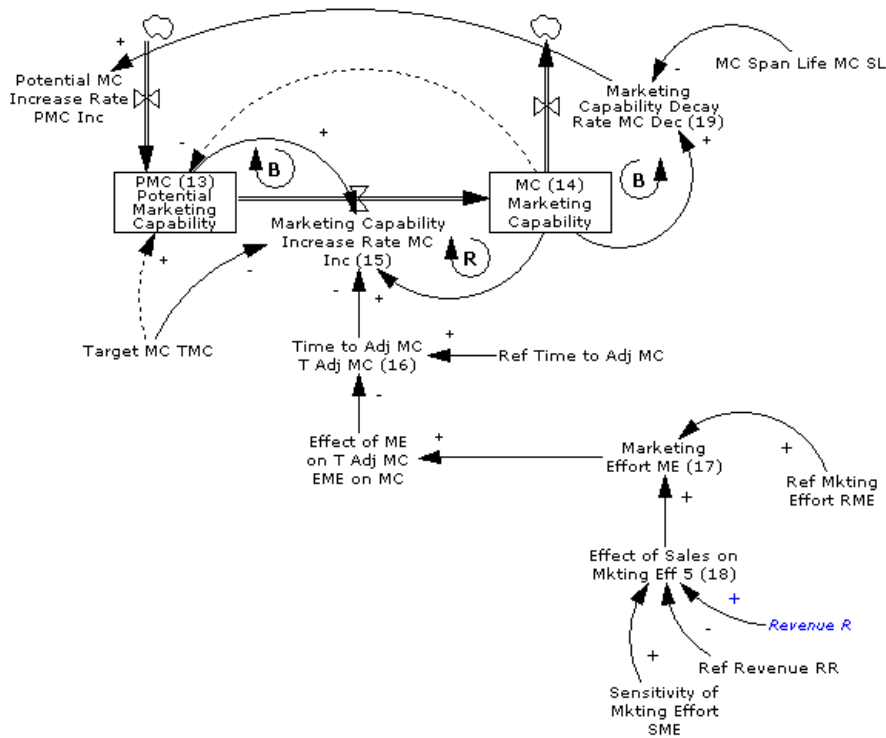 +
Potential MC
Increase Rate
PMC Inc
-
+
MC Span Life MC SL
-
Marketing
Capability Decay
Rate MC Dec (19)
+
B
PMC (13)
Potential
Marketing
Capability
MC (14)
Marketing
Capability
B
Marketing Capability
Increase Rate MC
Inc (15)
R
+
-
-
+
Target MC TMC
Time to Adj MC
T Adj MC (16)
+
Ref Time to Adj MC
-
Effect of ME
on T Adj MC
EME on MC
+
Marketing
Effort ME (17)
+
Ref Mkting
Effort RME
+
Effect of Sales on
Mkting Eff 5 (18)
+
Revenue R
-
Ref Revenue RR
+
Sensitivity of
Mkting Effort
SME